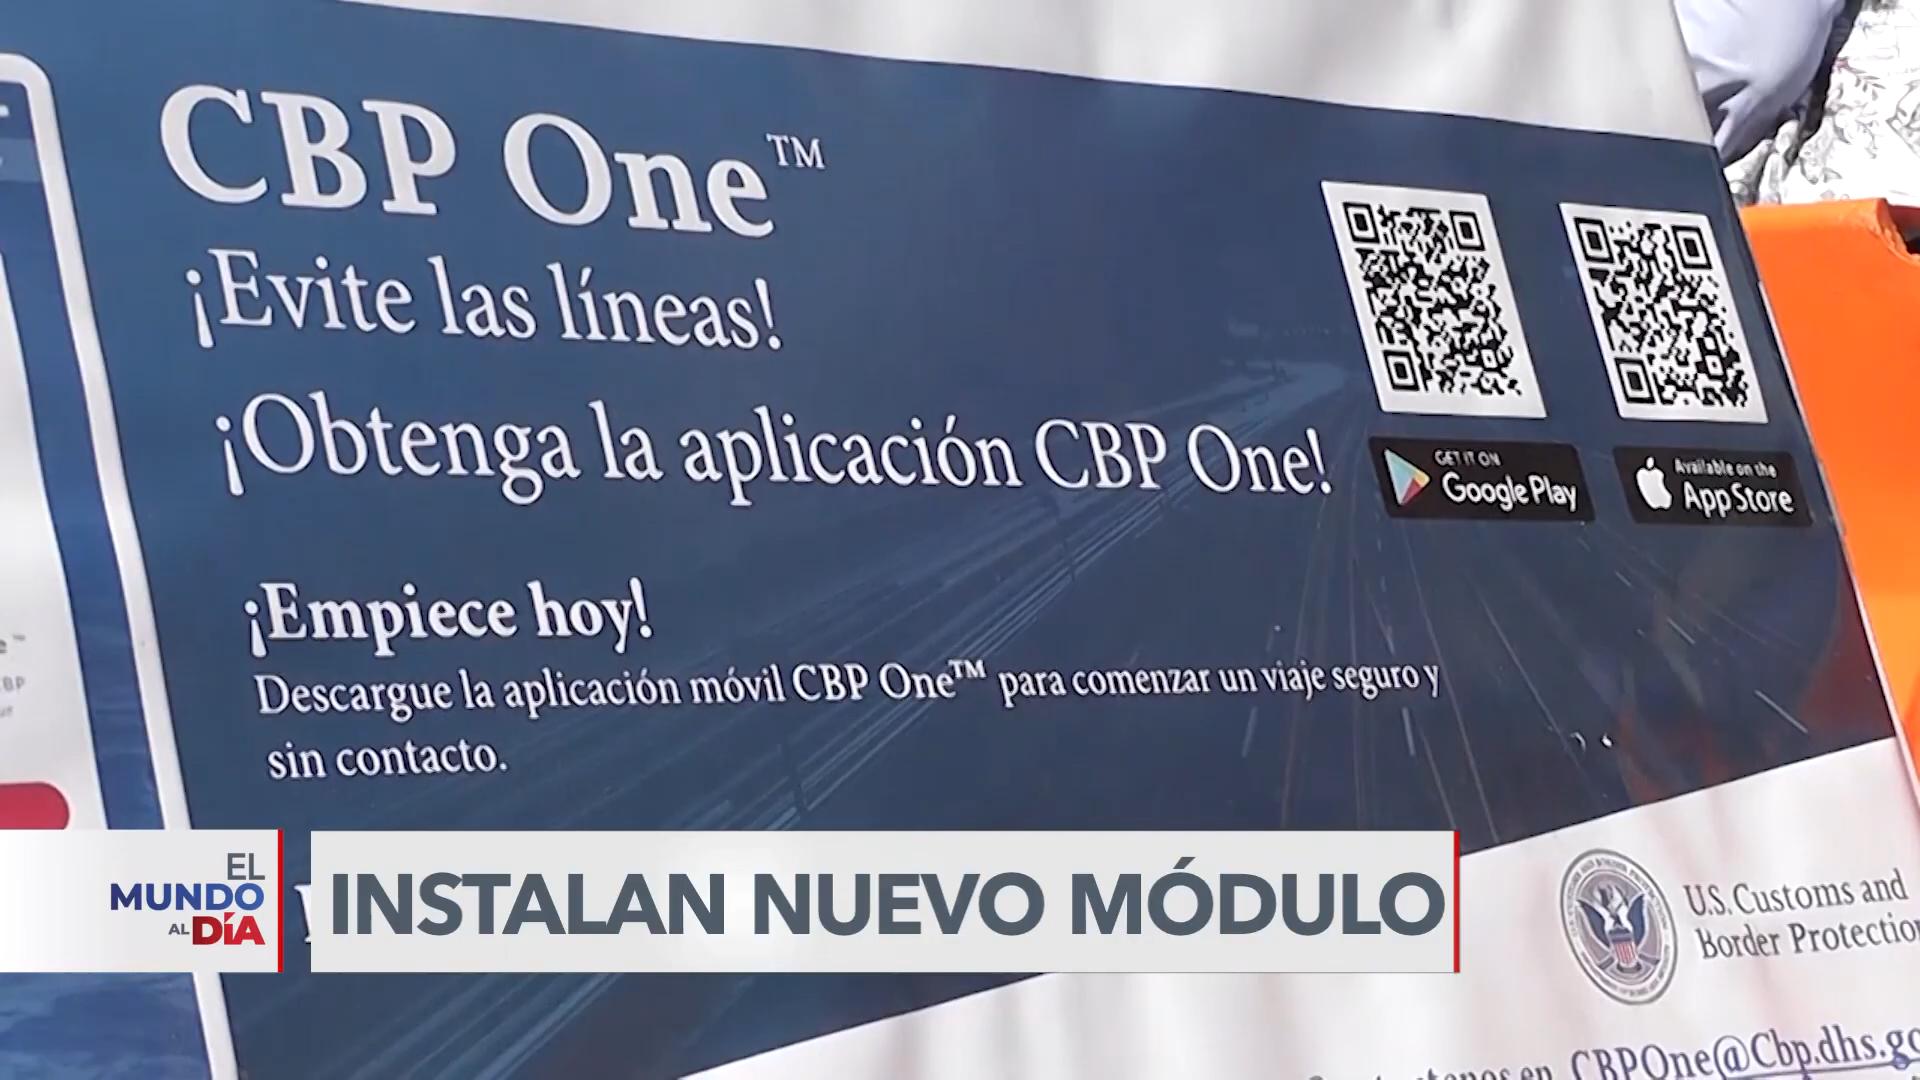 CBP One™
¡Evite las líneas!
¡Obtenga la aplicación CBP One!
GET IT ON
Google Play
Available on the
App Store
¡Empiece hoy!
Descargue la aplicación móvil CBP One™ para comenzar un viaje seguro y
sin contacto.
EL
MUNDO
AL DÍA
INSTALAN NUEVO MÓDULO
U.S. Customs and
Border Protection
en CBPOne@Cbp.dhs.go